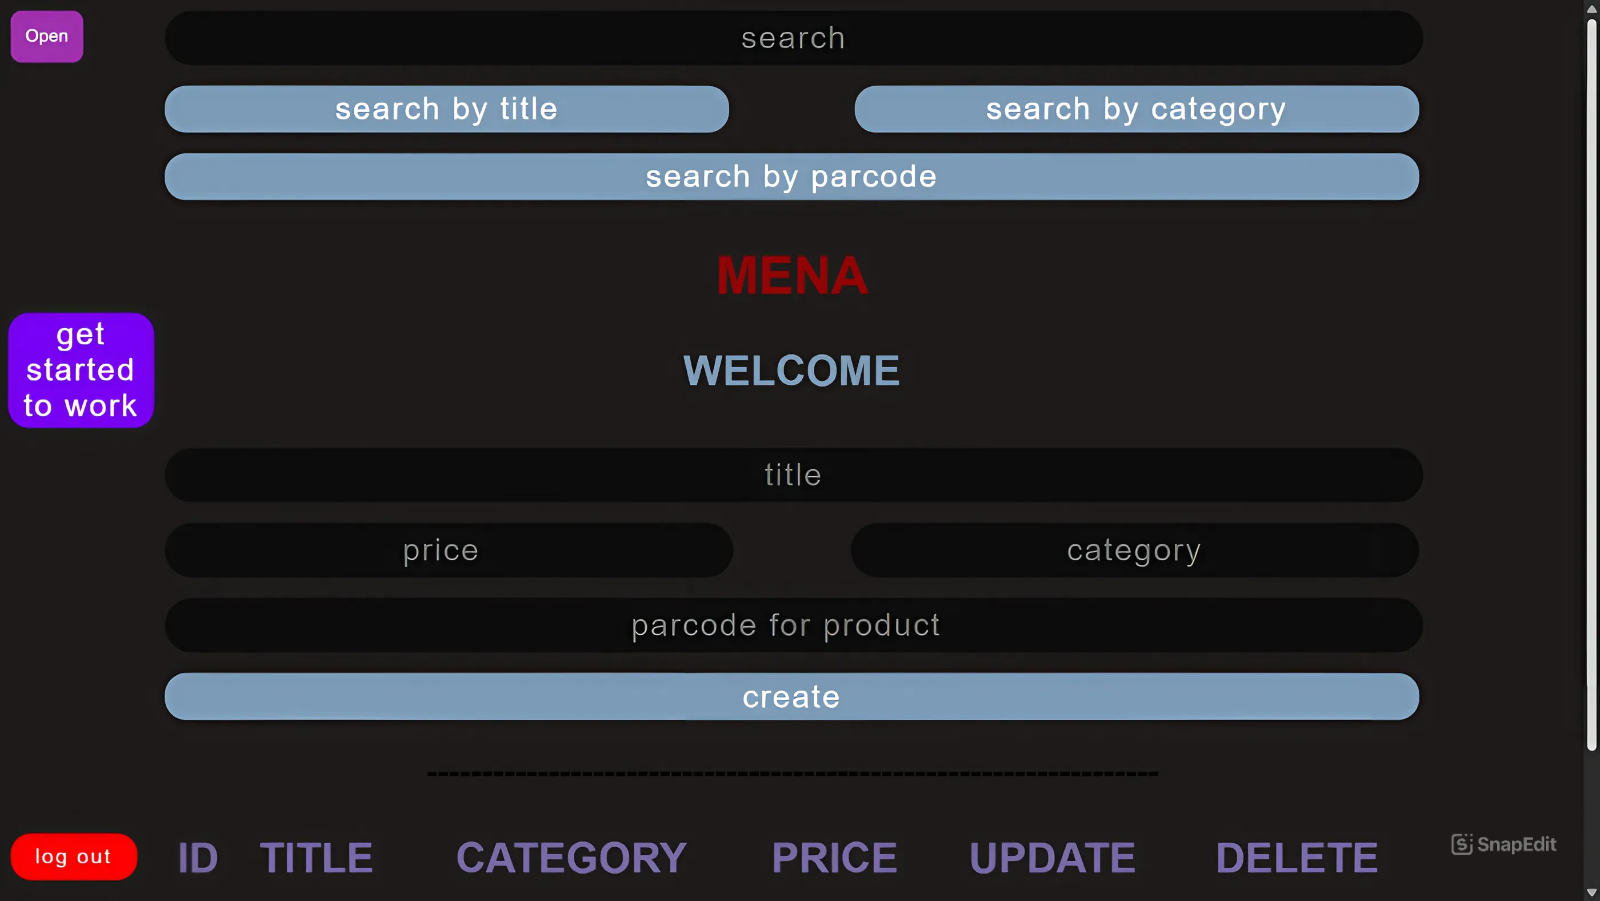 Open
search
search by title
search by category
search by parcode
MENA
get
started
to work
WELCOME
title
price
category
parcode for product
create
------------------------------------------------------------------
log out
ID TITLE CATEGORY PRICE UPDATE DELETE
SnapEdit